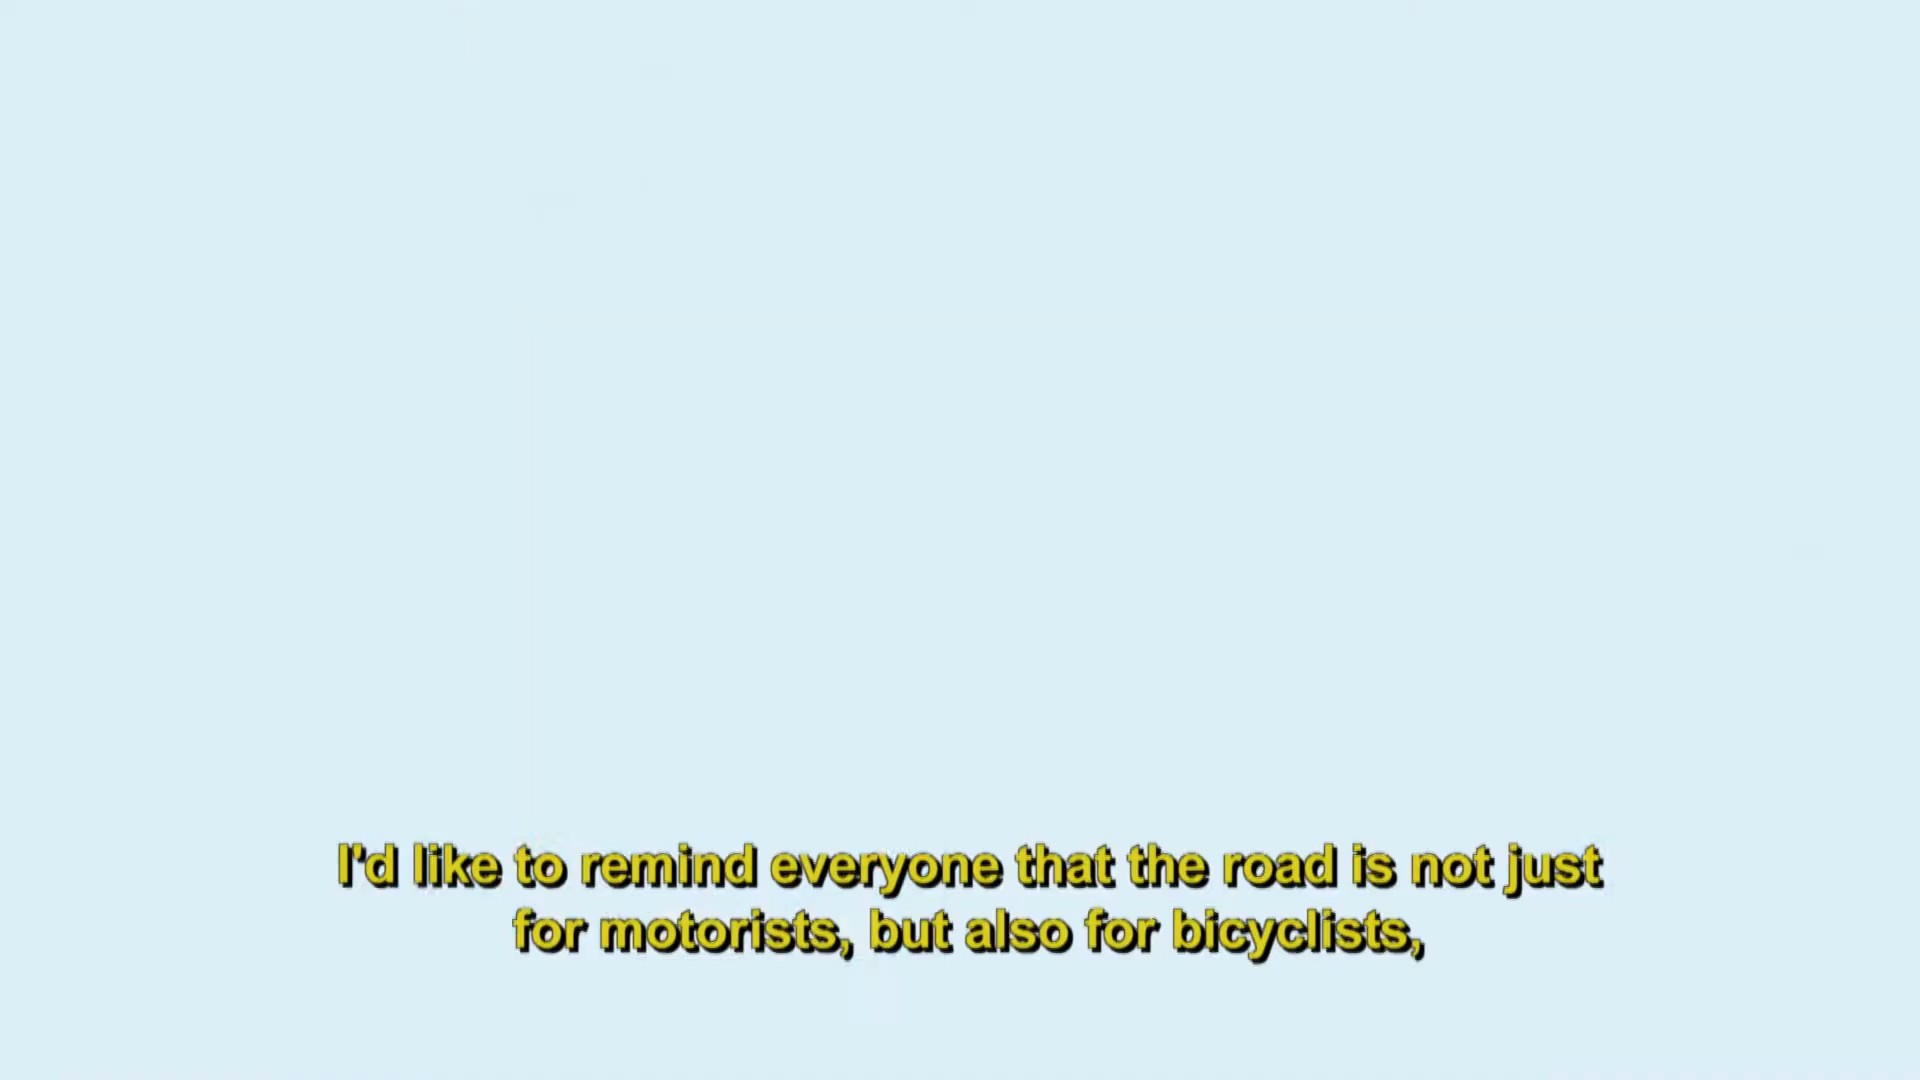 I'd like to remind everyone that the road is not just
for motorists, but also for bicyclists,